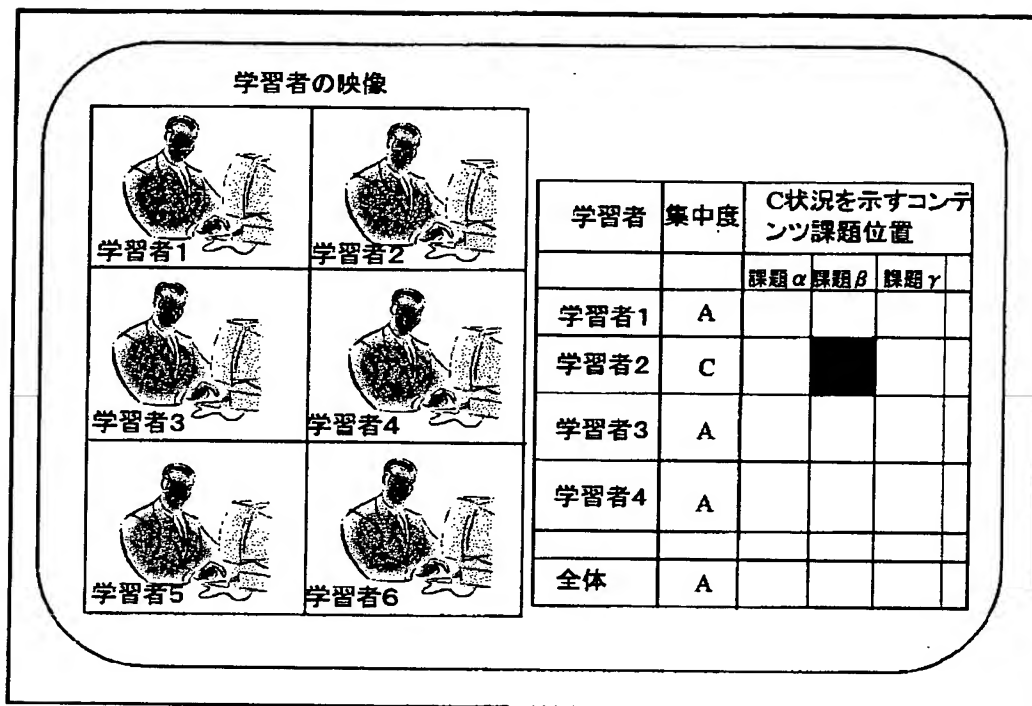 学習者の映像
学習者1
学習者2
学習者3
学習者4
学習者5
学習者6
学習者 集中度 C状況を示すコンテ
ンツ課題位置
課題α 課題β 課題γ
学習者1 A
学習者2 C
学習者3 A
学習者4 A
全体 A